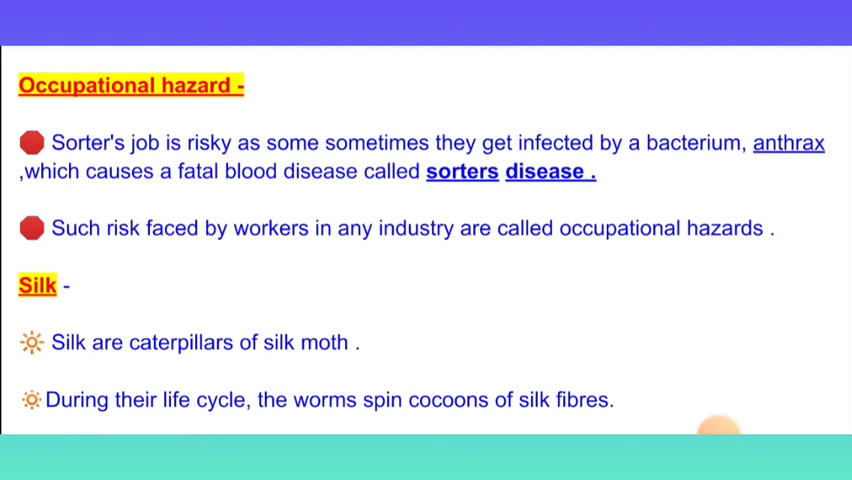 Occupational hazard -
Sorter's job is risky as some sometimes they get infected by a bacterium, anthrax
,which causes a fatal blood disease called sorters disease .
Such risk faced by workers in any industry are called occupational hazards .
Silk -
Silk are caterpillars of silk moth .
During their life cycle, the worms spin cocoons of silk fibres.